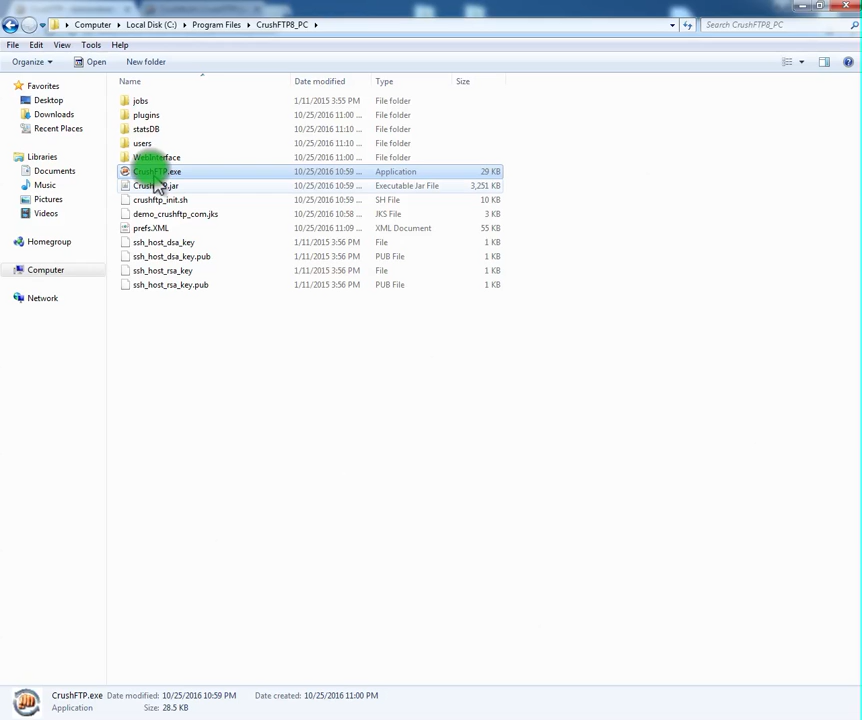 Computer ▸ Local Disk (C:) ▸ Program Files ▸ CrushFTP8_PC ▸
Search CrushFTP8_PC
File Edit View Tools Help
Organize ▾ Open New folder
Name Date modified Type Size
Favorites
Desktop
Downloads
Recent Places
Libraries
Documents
Music
Pictures
Videos
Homegroup
Computer
Network
jobs 1/11/2015 3:55 PM File folder
plugins 10/25/2016 11:00 ... File folder
statsDB 10/25/2016 11:10 ... File folder
users 10/25/2016 11:10 ... File folder
WebInterface 10/25/2016 11:00 ... File folder
CrushFTP.exe 10/25/2016 10:59 ... Application 29 KB
10/25/2016 10:59 ... Executable Jar File 3,251 KB
crushftp_init.sh 10/25/2016 10:59 ... SH File 10 KB
demo_crushftp_com.jks 10/25/2016 10:58 ... JKS File 3 KB
prefs.XML 10/25/2016 11:09 ... XML Document 55 KB
ssh_host_dsa_key 1/11/2015 3:56 PM File 1 KB
ssh_host_dsa_key.pub 1/11/2015 3:56 PM PUB File 1 KB
ssh_host_rsa_key 1/11/2015 3:56 PM File 1 KB
ssh_host_rsa_key.pub 1/11/2015 3:56 PM PUB File 1 KB
CrushFTP.exe Date modified: 10/25/2016 10:59 PM Date created: 10/25/2016 11:00 PM
Application Size: 28.5 KB